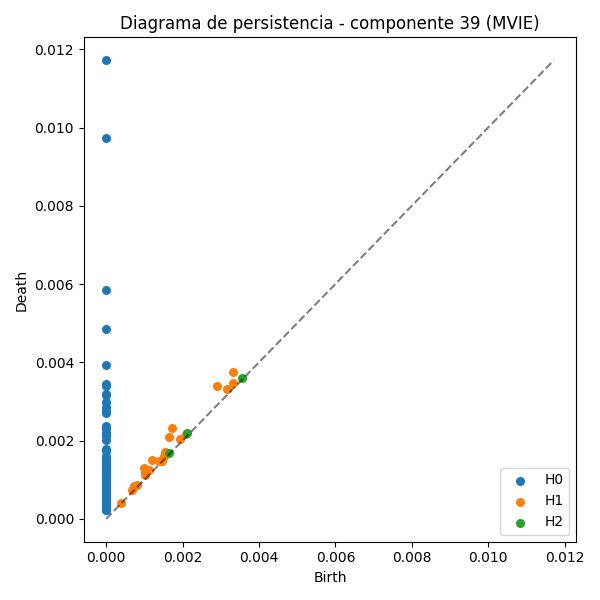 Diagrama de persistencia - componente 39 (MVIE)
0.012
0.010
0.008
0.006
0.004
0.002
0.000
Death
0.000 0.002 0.004 0.006 0.008 0.010 0.012
Birth
H0
H1
H2